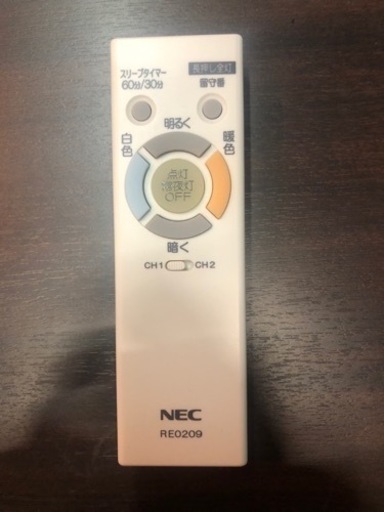 スリープタイマー
60分/30分
長押し全灯
留守番
明るく
白色
暖色
点灯
常夜灯
OFF
暗く
CH1
CH2
NEC
RE0209